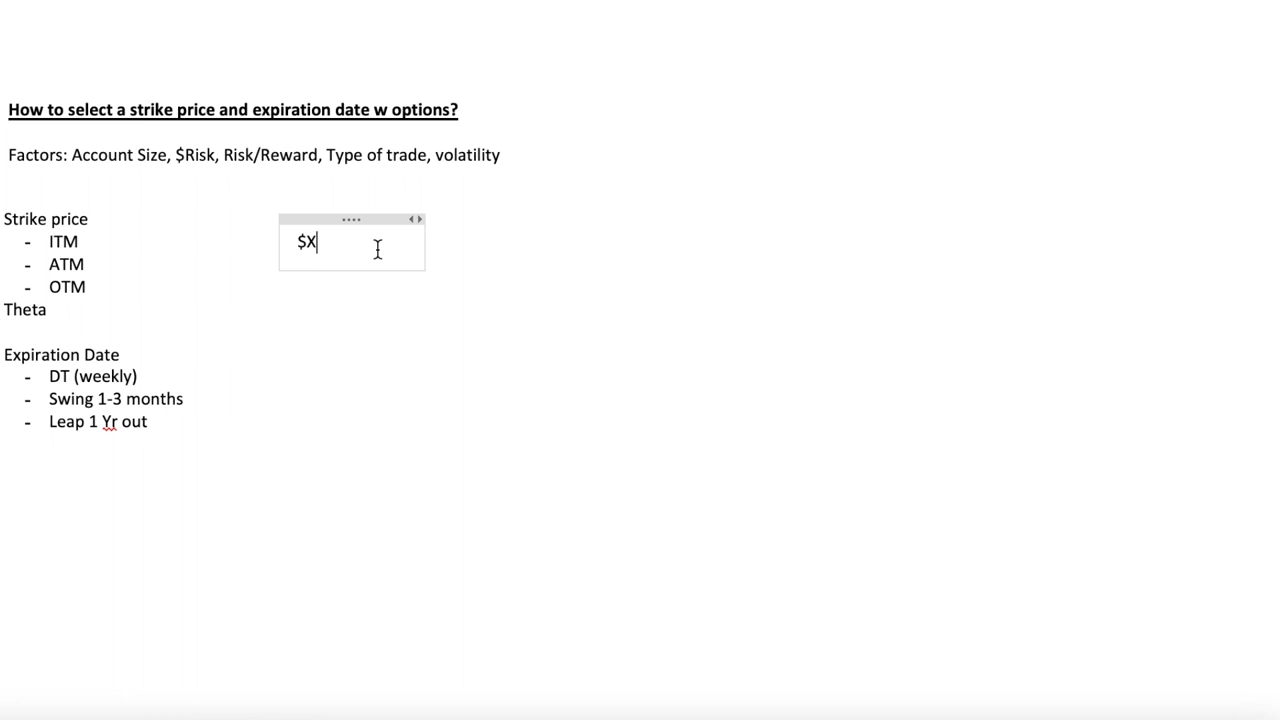 How to select a strike price and expiration date w options?
Factors: Account Size, $Risk, Risk/Reward, Type of trade, volatility
Strike price
- ITM
- ATM
- OTM
Theta
$X
Expiration Date
- DT (weekly)
- Swing 1-3 months
- Leap 1 Yr out